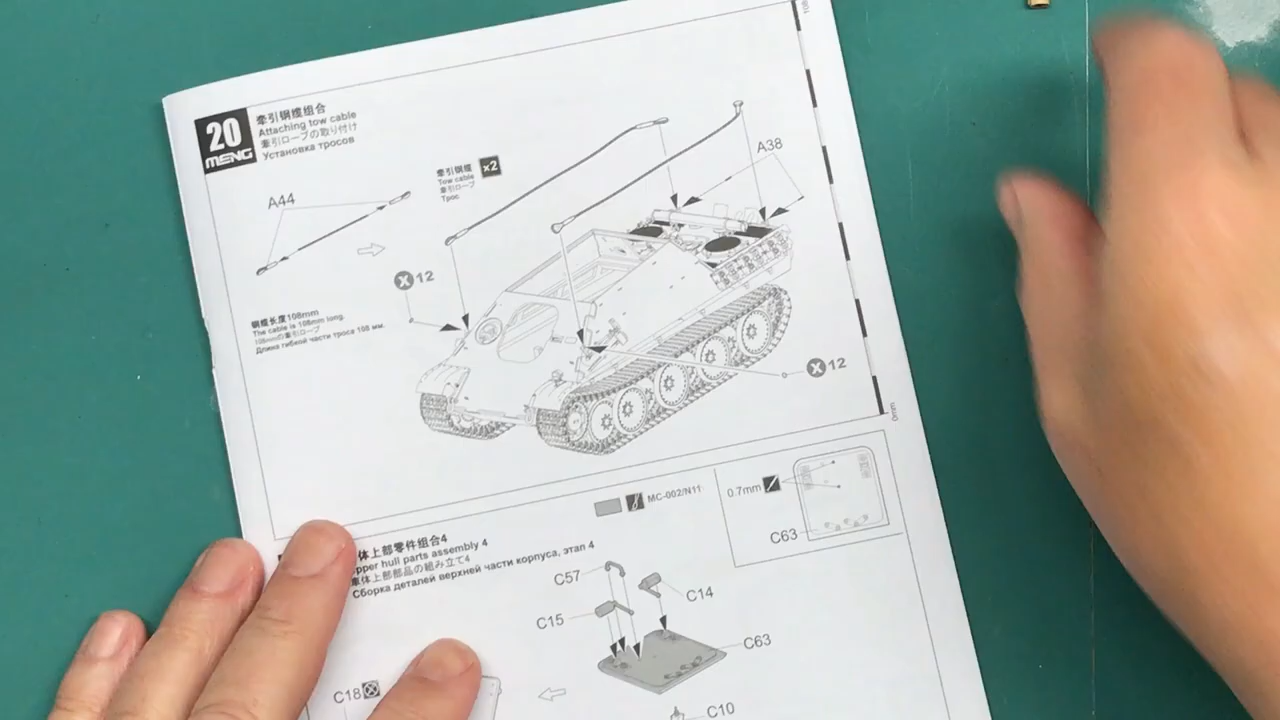 20
MENG
牵引钢缆组合
Attaching tow cable
牽引ロープの取り付け
Установка тросов
牵引钢缆
Tow cable
牽引ロープ
Трос
x2
A44
A38
X 12
钢缆长度108mm
The cable is 108mm long.
108mmの牽引ロープ
Длина гибкой части троса 108 мм.
X 12
0mm
MC-002/N11
0.7mm
C63
体上部零件组合4
pper hull parts assembly 4
車体上部部品の組み立て4
Сборка деталей верхней части корпуса, этап 4
C57
C14
C15
C63
C18
C10